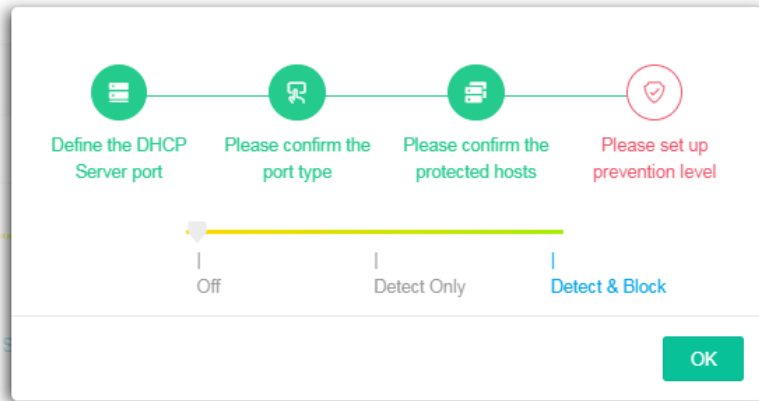 Define the DHCP
Server port
Please confirm the
port type
Please confirm the
protected hosts
Please set up
prevention level
Off
Detect Only
Detect & Block
OK